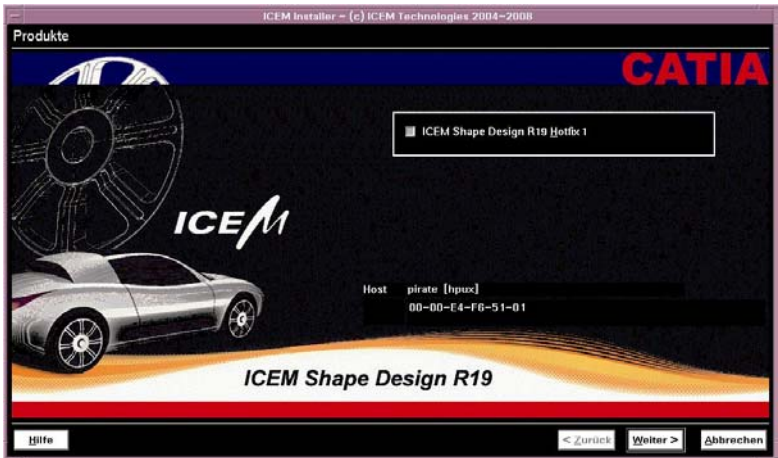 ICEM Installer - (c) ICEM Technologies 2004-2008
Produkte
CATIA
ICEM Shape Design R19 Hotfix 1
ICEM
Host pirate [hpux]
00-00-E4-F6-51-01
ICEM Shape Design R19
Hilfe
< Zurück
Weiter >
Abbrechen